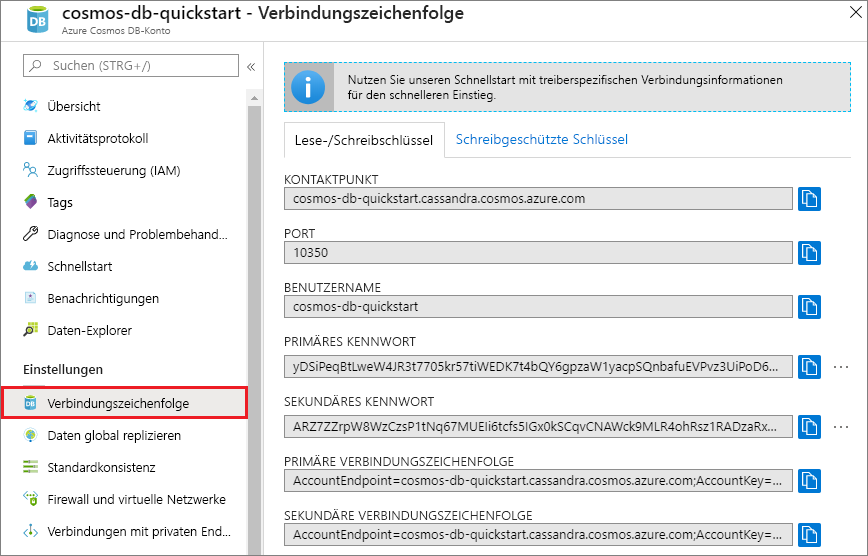 cosmos-db-quickstart - Verbindungszeichenfolge
Azure Cosmos DB-Konto
Suchen (STRG+/)
Übersicht
Aktivitätsprotokoll
Zugriffssteuerung (IAM)
Tags
Diagnose und Problembehand...
Schnellstart
Benachrichtigungen
Daten-Explorer
Einstellungen
Verbindungszeichenfolge
Daten global replizieren
Standardkonsistenz
Firewall und virtuelle Netzwerke
Verbindungen mit privaten End...
Nutzen Sie unseren Schnellstart mit treiberspezifischen Verbindungsinformationen
für den schnelleren Einstieg.
Lese-/Schreibschlüssel
Schreibgeschützte Schlüssel
KONTAKTPUNKT
cosmos-db-quickstart.cassandra.cosmos.azure.com
PORT
10350
BENUTZERNAME
cosmos-db-quickstart
PRIMÄRES KENNWORT
yDSiPeqBtLweW4JR3t7705kr57tiWEDK7t4bQY6gpzaW1yacpSQnbafuEVPvz3UiPoD6...
SEKUNDÄRES KENNWORT
ARZ7ZZrpW8WzCzsP1tNq67MUEIi6tcfs5IGx0kSCqvCNAWck9MLR4ohRsz1RADzaRx...
PRIMÄRE VERBINDUNGSZEICHENFOLGE
AccountEndpoint=cosmos-db-quickstart.cassandra.cosmos.azure.com;AccountKey=...
SEKUNDÄRE VERBINDUNGSZEICHENFOLGE
AccountEndpoint=cosmos-db-quickstart.cassandra.cosmos.azure.com;AccountKey=...